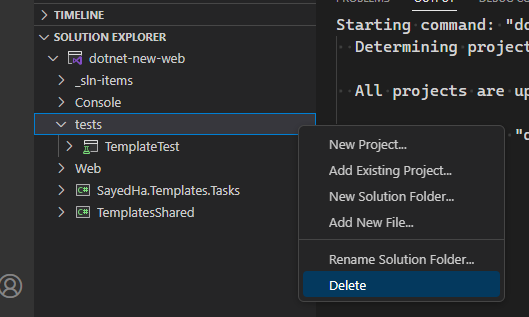 TIMELINE
SOLUTION EXPLORER
dotnet-new-web
_sln-items
Console
tests
TemplateTest
Web
SayedHa.Templates.Tasks
TemplatesShared
Starting command: "do
Determining project
All projects are up
"d
New Project...
Add Existing Project...
New Solution Folder...
Add New File...
Rename Solution Folder...
Delete